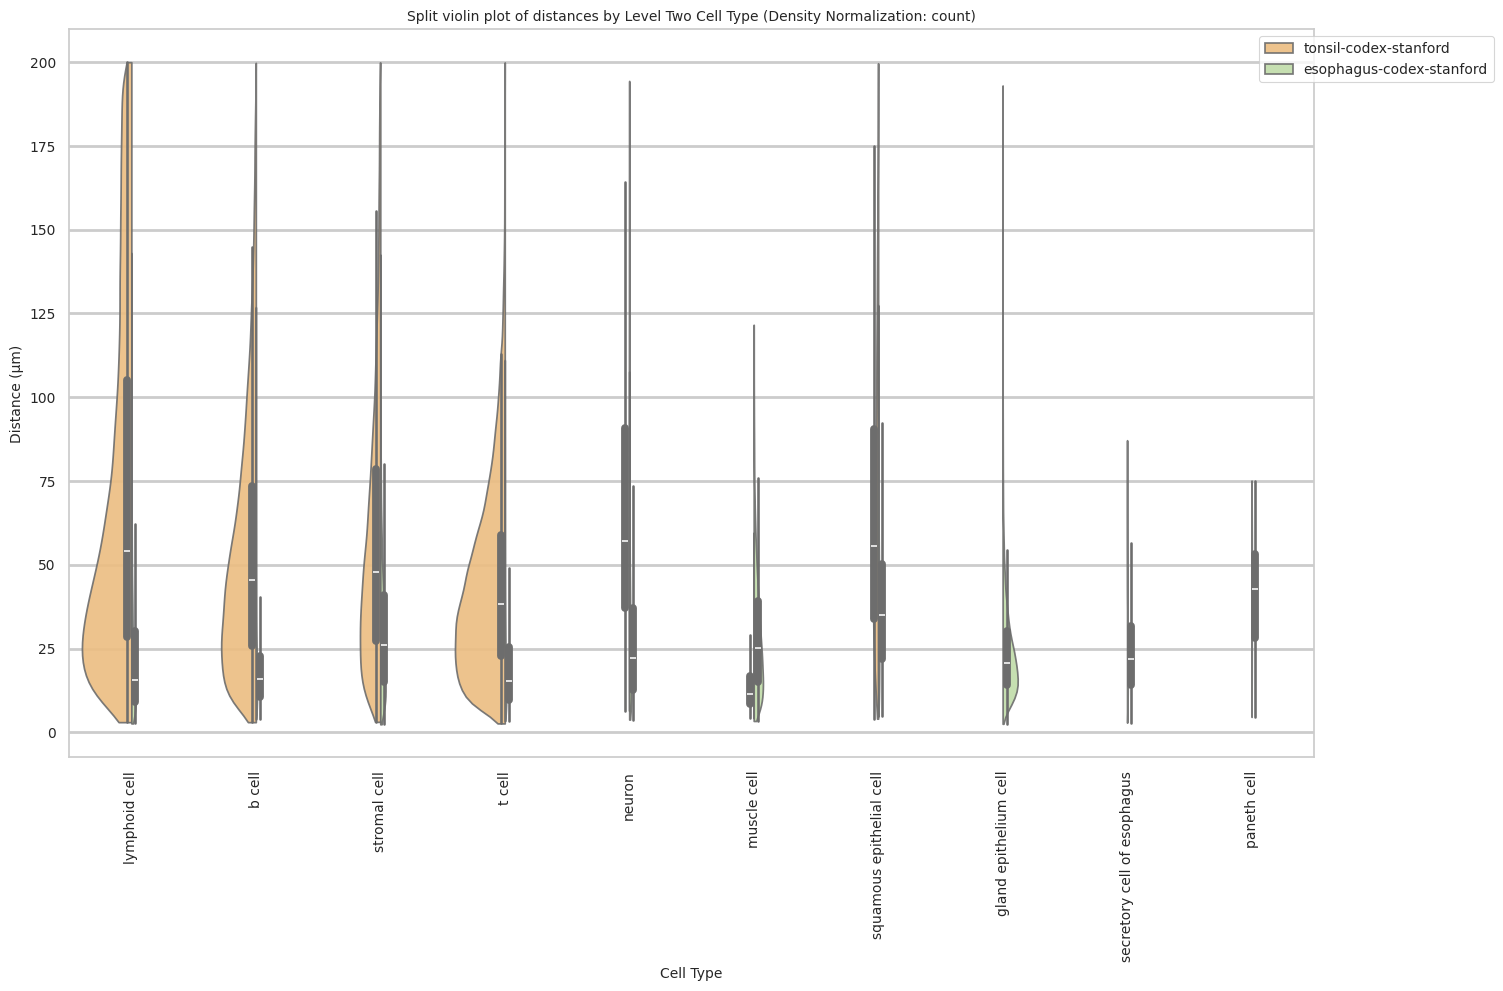 Split violin plot of distances by Level Two Cell Type (Density Normalization: count)
tonsil-codex-stanford
esophagus-codex-stanford
200
175
150
125
100
75
50
25
0
Distance (μm)
lymphoid cell
b cell
stromal cell
t cell
neuron
muscle cell
squamous epithelial cell
gland epithelium cell
secretory cell of esophagus
paneth cell
Cell Type